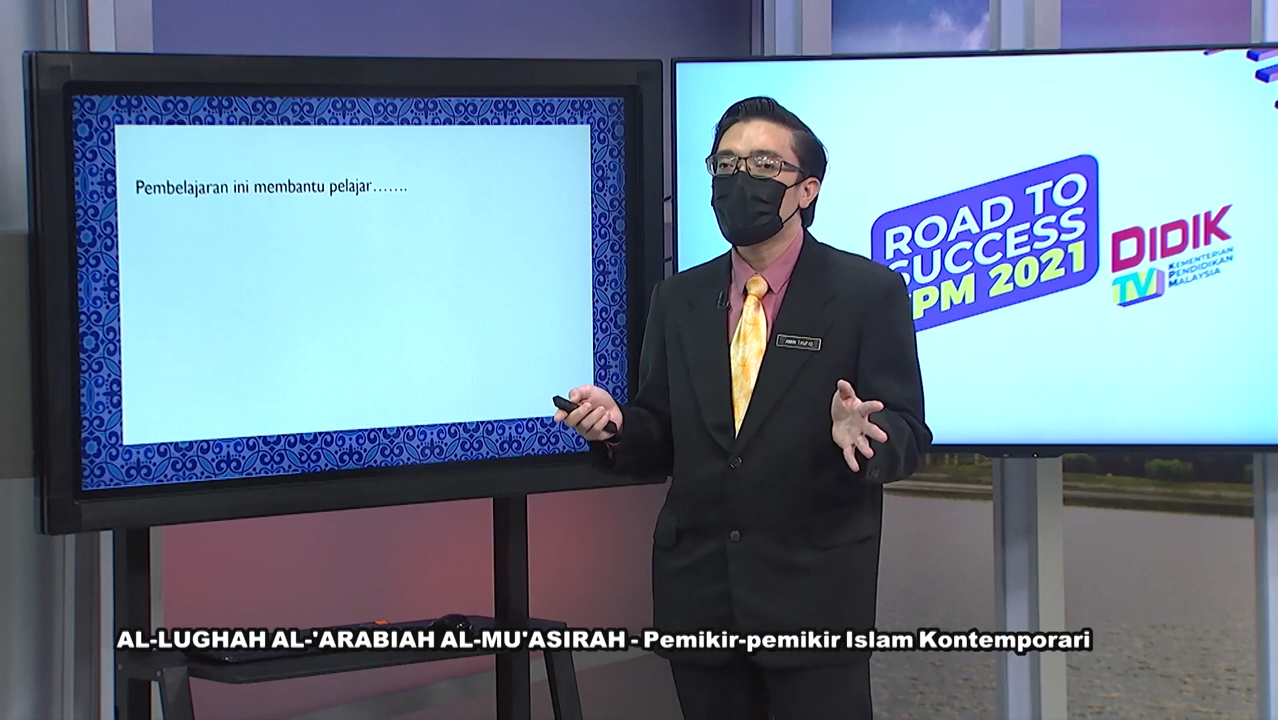 Pembelajaran ini membantu pelajar…….
ROAD TO
SUCCESS
SPM 2021
DIDIK
TV
KEMENTERIAN
PENDIDIKAN
MALAYSIA
AL-LUGHAH AL-'ARABIAH AL-MU'ASIRAH - Pemikir-pemikir Islam Kontemporari